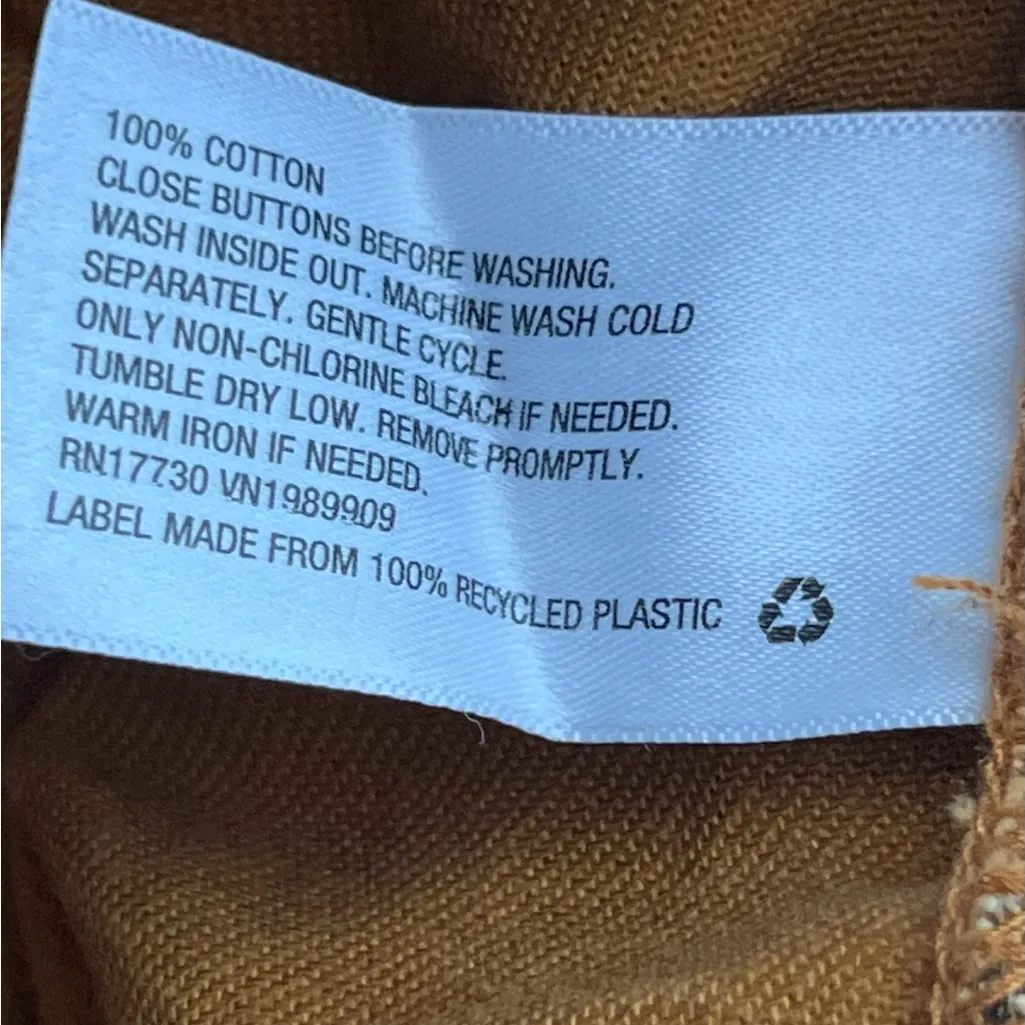 100% COTTON
CLOSE BUTTONS BEFORE WASHING.
WASH INSIDE OUT. MACHINE WASH COLD
SEPARATELY. GENTLE CYCLE.
ONLY NON-CHLORINE BLEACH IF NEEDED.
TUMBLE DRY LOW. REMOVE PROMPTLY.
WARM IRON IF NEEDED.
RN17730 VN1989909
LABEL MADE FROM 100% RECYCLED PLASTIC